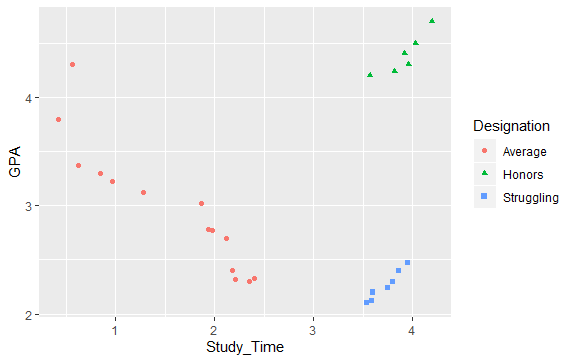 GPA
4
3
2
1 2 3 4
Study_Time
Designation
Average
Honors
Struggling